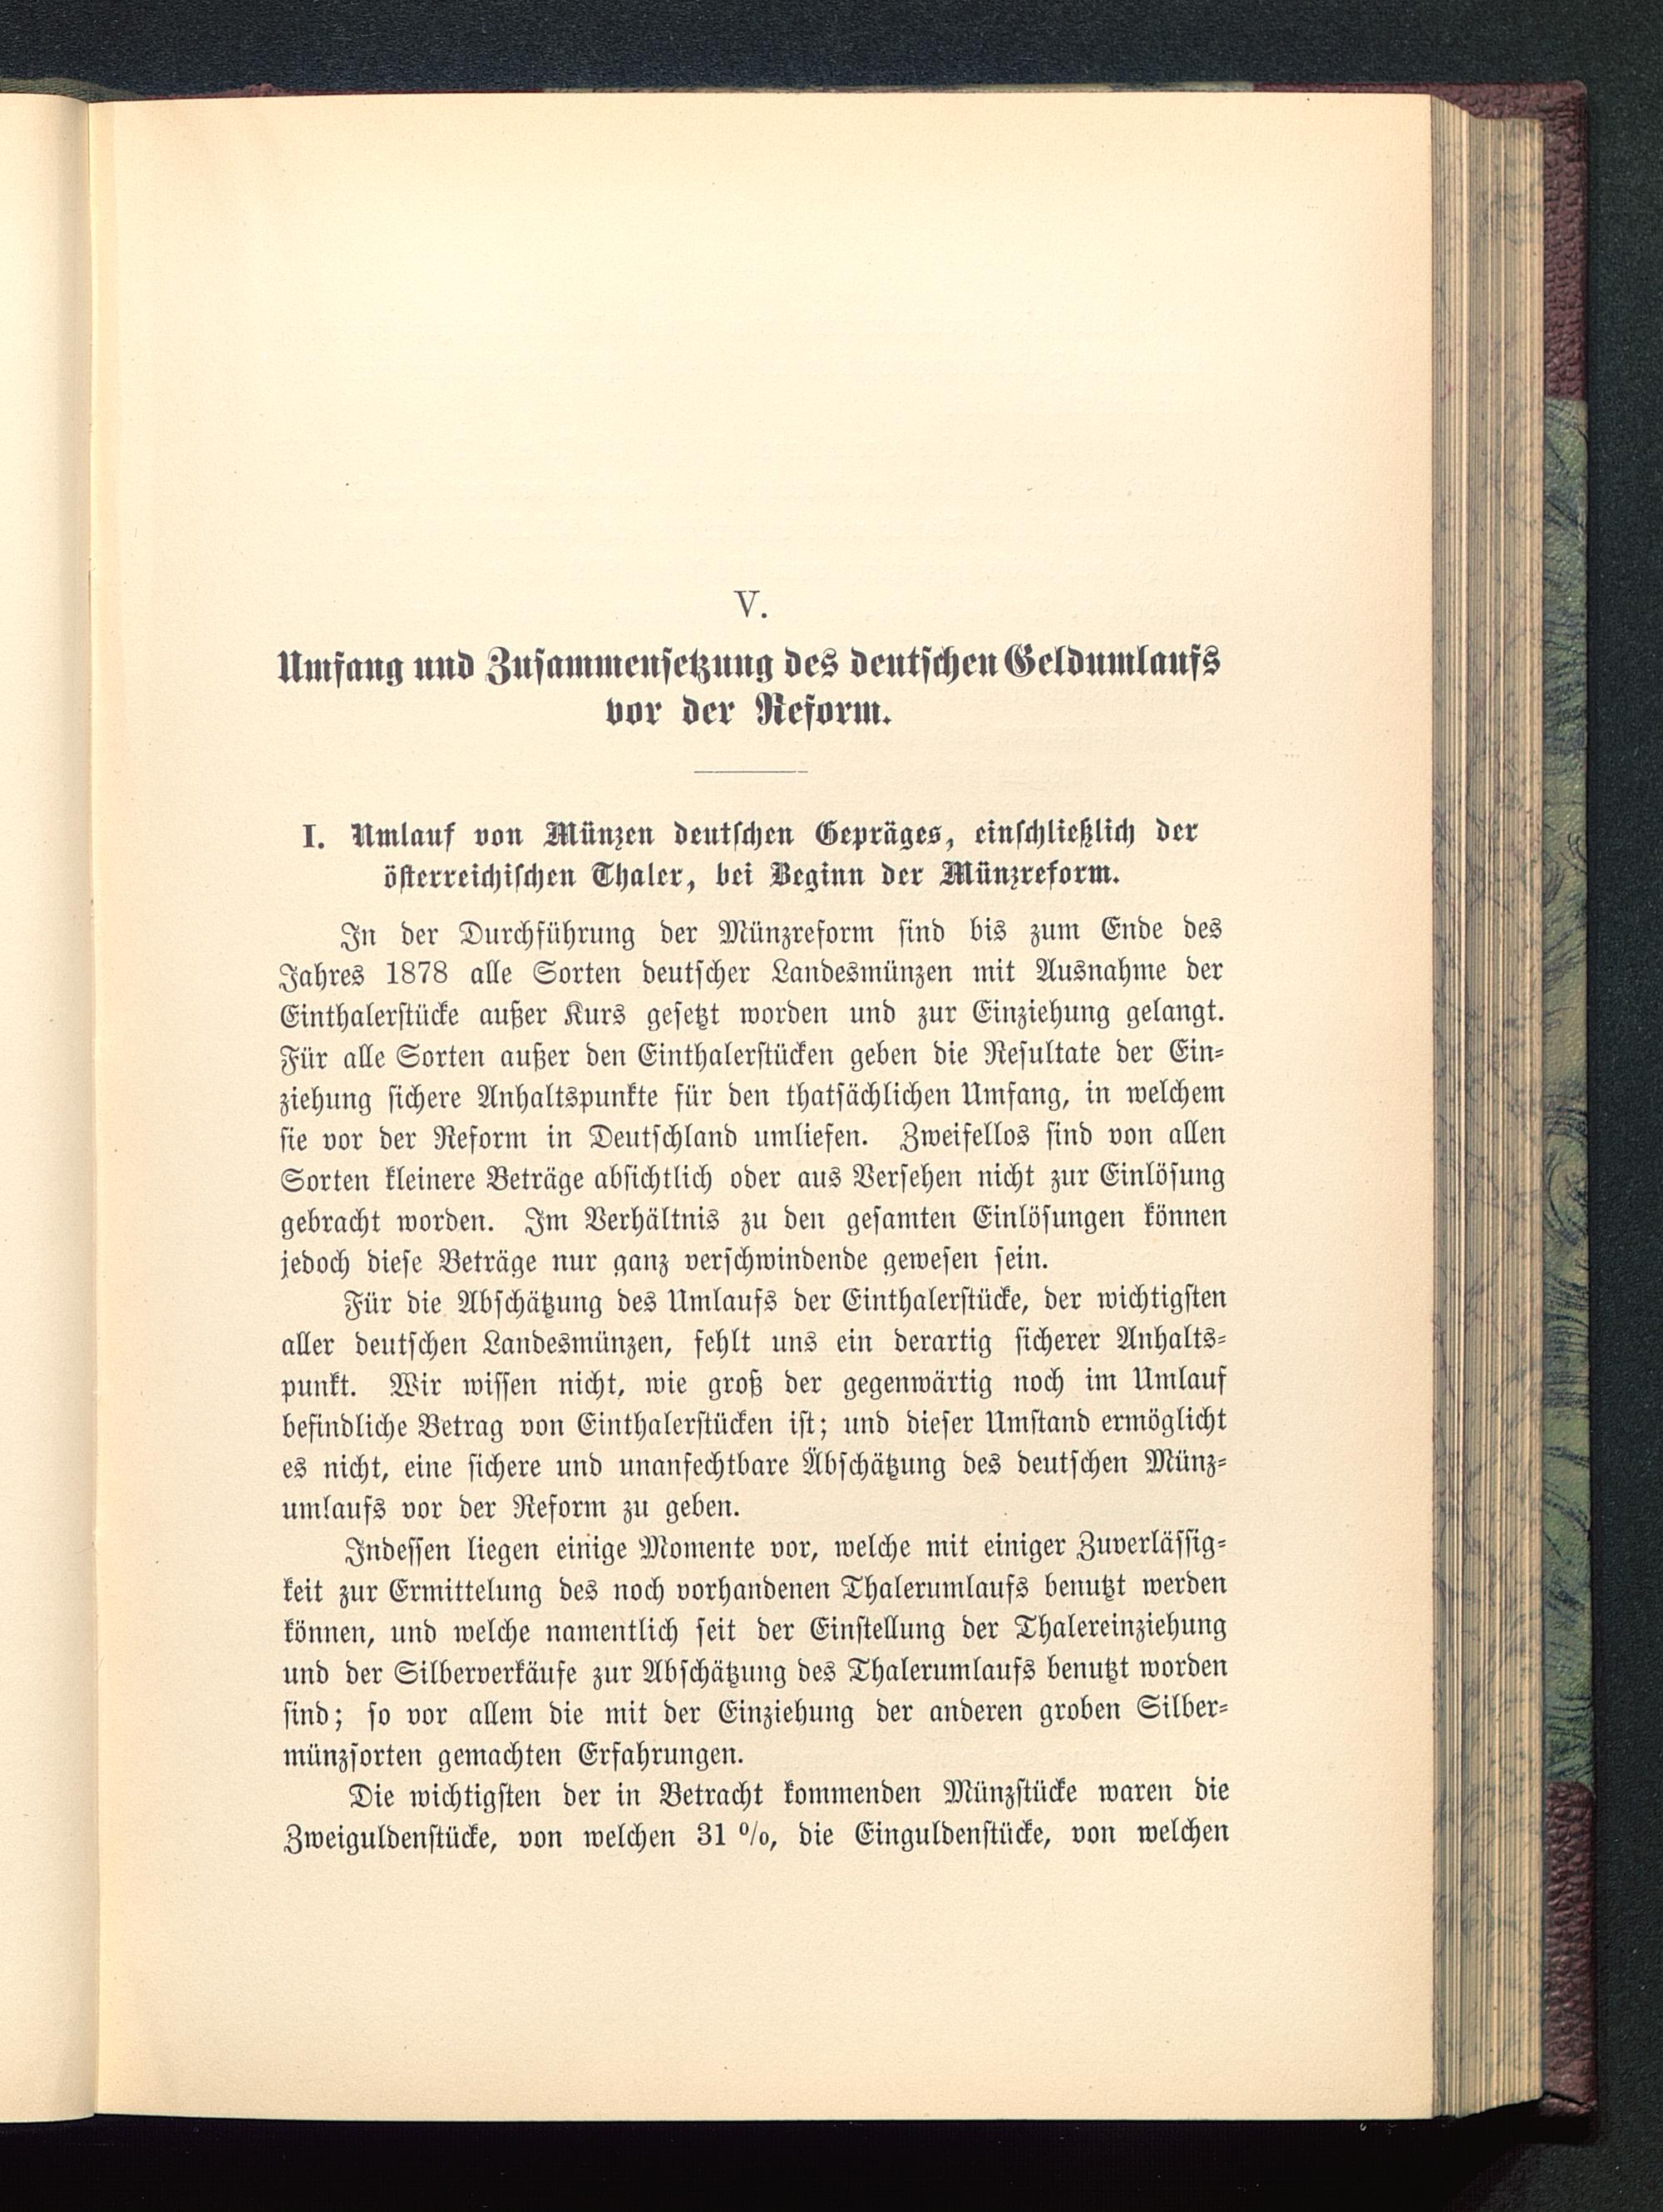 V.
Umfang und Zusammensetzung des deutschen Geldumlaufs
vor der Reform.
I. Umlauf von Münzen deutschen Gepräges, einschließlich der
österreichischen Thaler, bei Beginn der Münzreform.
In der Durchführung der Münzreform sind bis zum Ende des
Jahres 1878 alle Sorten deutscher Landesmünzen mit Ausnahme der
Einthalerstücke außer Kurs gesetzt worden und zur Einziehung gelangt.
Für alle Sorten außer den Einthalerstücken geben die Resultate der Ein-
ziehung sichere Anhaltspunkte für den thatsächlichen Umfang, in welchem
sie vor der Reform in Deutschland umliefen. Zweifellos sind von allen
Sorten kleinere Beträge absichtlich oder aus Versehen nicht zur Einlösung
gebracht worden. Im Verhältnis zu den gesamten Einlösungen können
jedoch diese Beträge nur ganz verschwindende gewesen sein.
Für die Abschätzung des Umlaufs der Einthalerstücke, der wichtigsten
aller deutschen Landesmünzen, fehlt uns ein derartig sicherer Anhalts-
punkt. Wir wissen nicht, wie groß der gegenwärtig noch im Umlauf
befindliche Betrag von Einthalerstücken ist; und dieser Umstand ermöglicht
es nicht, eine sichere und unanfechtbare Äbschätzung des deutschen Münz-
umlaufs vor der Reform zu geben.
Indessen liegen einige Momente vor, welche mit einiger Zuverlässig-
keit zur Ermittelung des noch vorhandenen Thalerumlaufs benutzt werden
können, und welche namentlich seit der Einstellung der Thalereinziehung
und der Silberverkäufe zur Abschätzung des Thalerumlaufs benutzt worden
sind; so vor allem die mit der Einziehung der anderen groben Silber-
münzsorten gemachten Erfahrungen.
Die wichtigsten der in Betracht kommenden Münzstücke waren die
Zweiguldenstücke, von welchen 31 %, die Einguldenstücke, von welchen